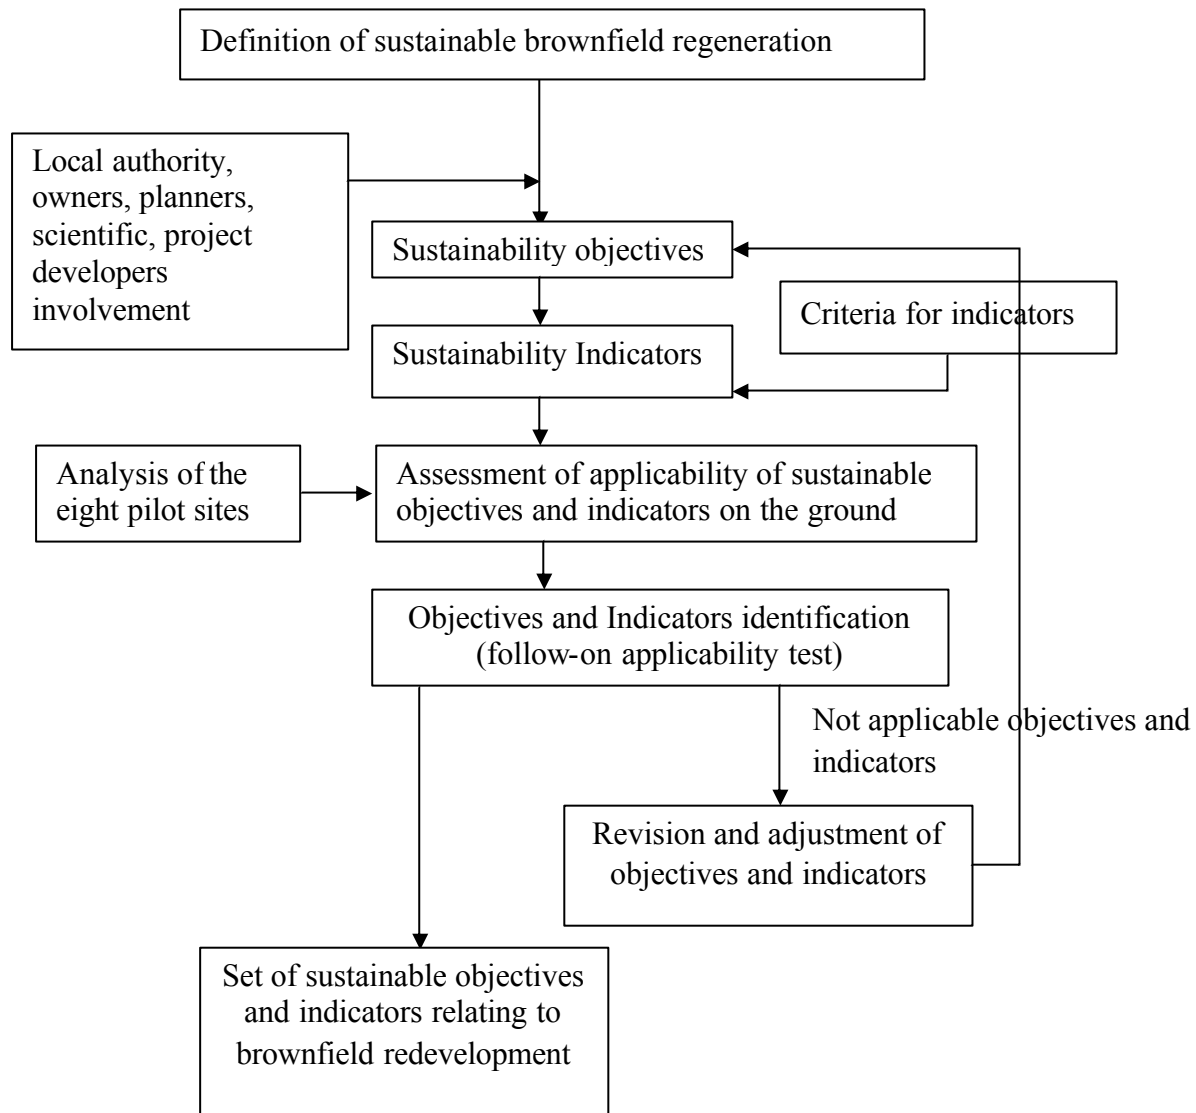 Definition of sustainable brownfield regeneration
Local authority,
owners, planners,
scientific, project
developers
involvement
Sustainability objectives
Criteria for indicators
Sustainability Indicators
Analysis of the
eight pilot sites
Assessment of applicability of sustainable
objectives and indicators on the ground
Objectives and Indicators identification
(follow-on applicability test)
Not applicable objectives and
indicators
Revision and adjustment of
objectives and indicators
Set of sustainable objectives
and indicators relating to
brownfield redevelopment